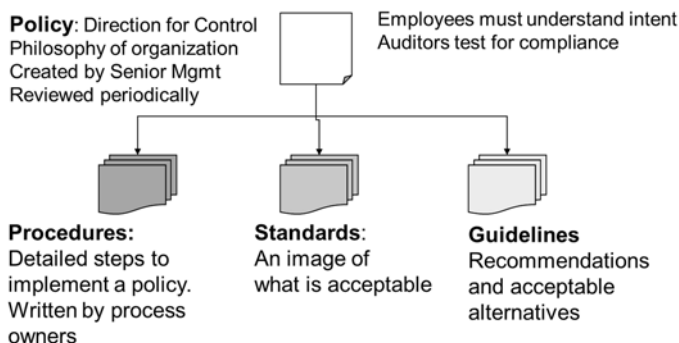 Policy: Direction for Control
Philosophy of organization
Created by Senior Mgmt
Reviewed periodically
Employees must understand intent
Auditors test for compliance
Procedures:
Detailed steps to
implement a policy.
Written by process
owners
Standards:
An image of
what is acceptable
Guidelines
Recommendations
and acceptable
alternatives